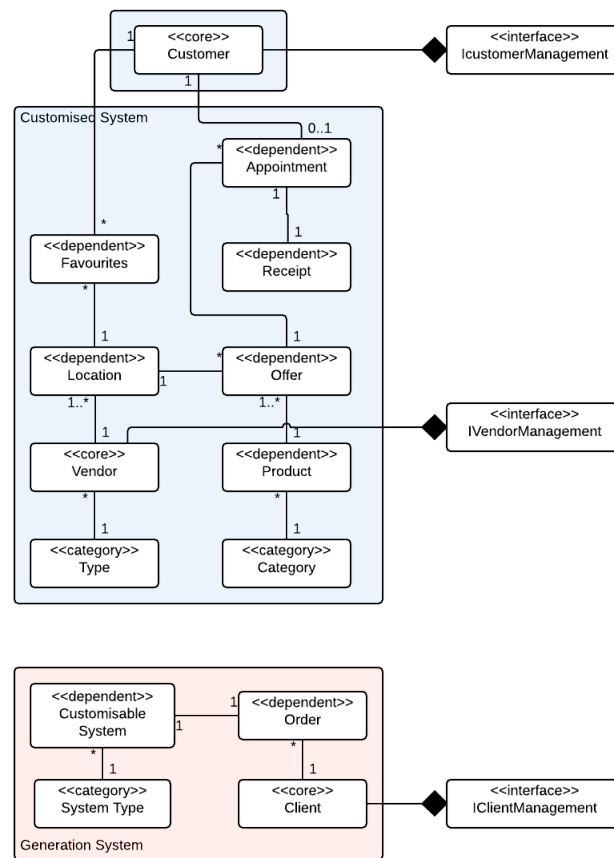 <<core>>
Customer
<<interface>>
IcustomerManagement
1
1
Customised System
0..1
*
<<dependent>>
Appointment
1
*
<<dependent>>
Favourites
1
<<dependent>>
Receipt
*
1
1
<<dependent>>
Location
1
*
<<dependent>>
Offer
1..*
1..*
<<interface>>
IVendorManagement
1
1
<<core>>
Vendor
<<dependent>>
Product
*
*
1
1
<<category>>
Type
<<category>>
Category
<<dependent>>
Customisable
System
1
1
<<dependent>>
Order
*
*
1
1
<<category>>
System Type
<<core>>
Client
<<interface>>
IClientManagement
Generation System